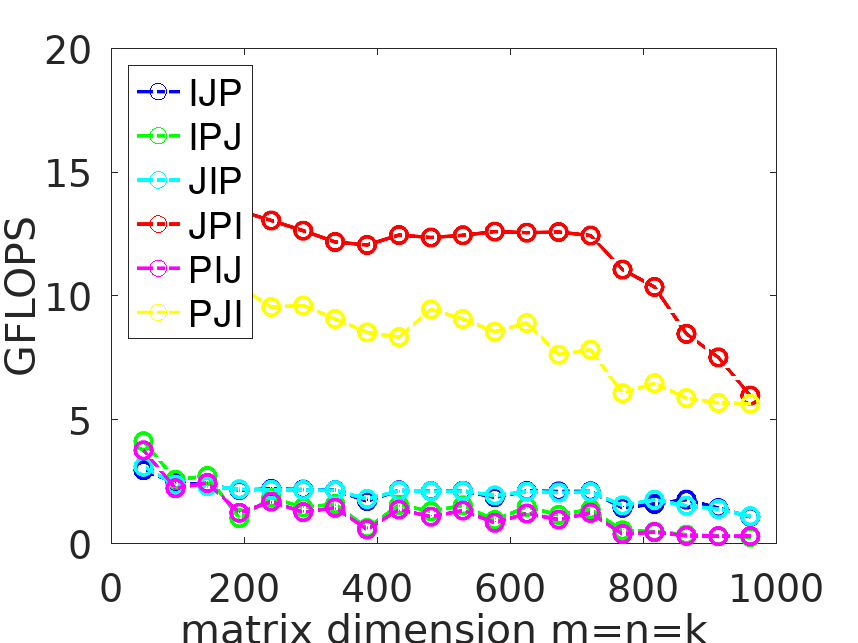 20
15
10
5
0
GFLOPS
IJP
IPJ
JIP
JPI
PIJ
PJI
0 200 400 600 800 1000
matrix dimension m=n=k